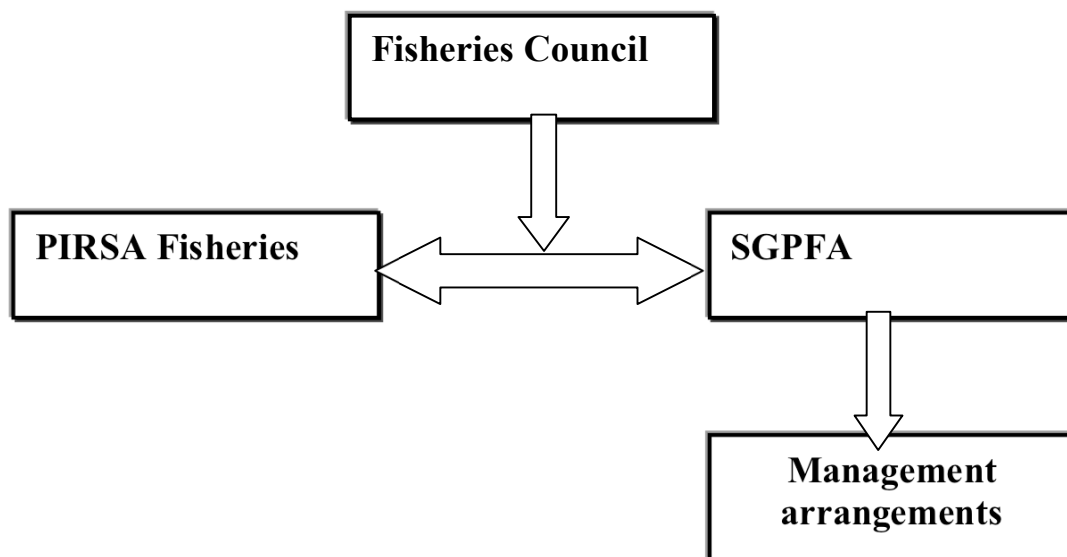 Fisheries Council
PIRSA Fisheries
SGPFA
Management
arrangements